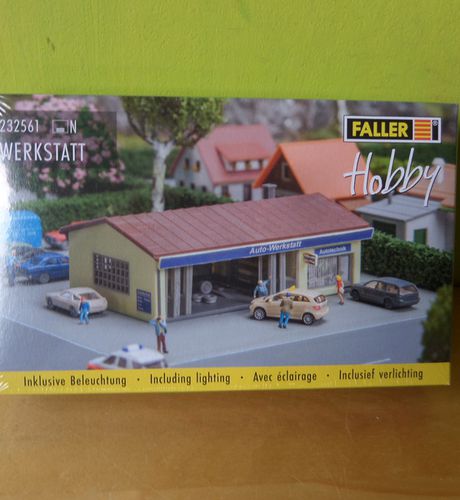 232561 N
WERKSTATT
FALLER
Hobby
Auto-Werkstatt
Autotechnik
Inklusive Beleuchtung · Including lighting · Avec éclairage · Inclusief verlichting